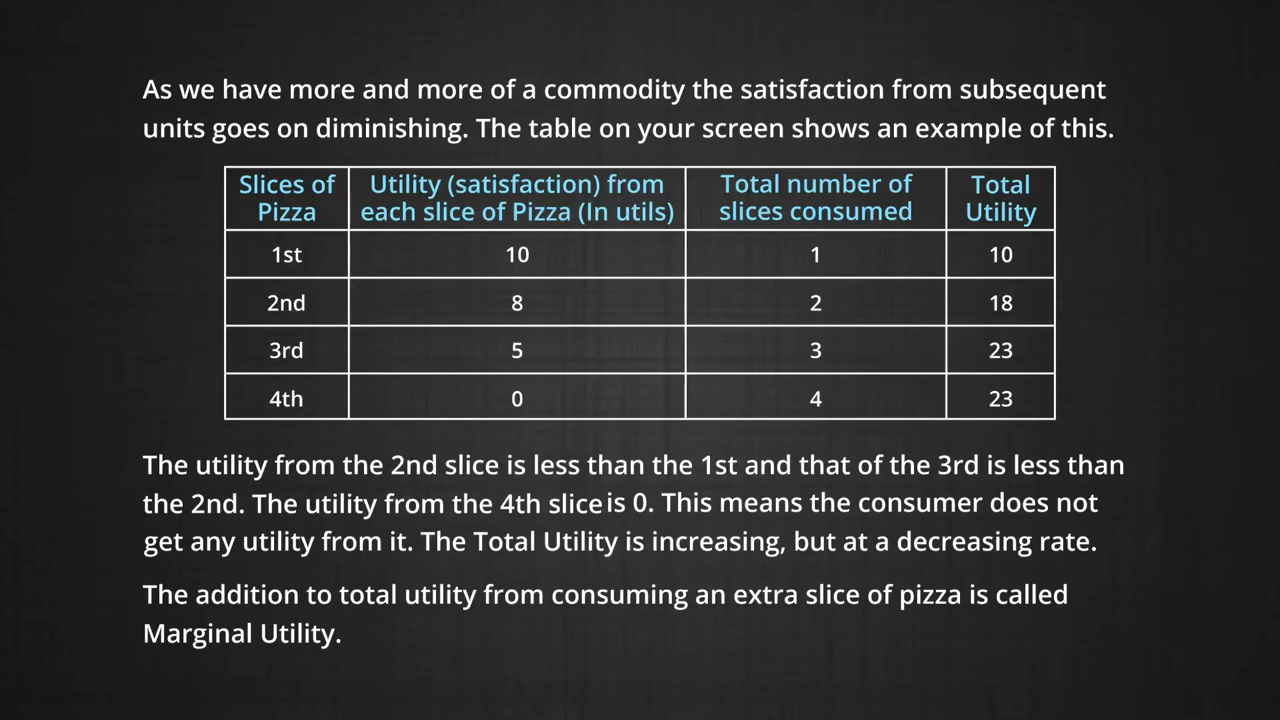 As we have more and more of a commodity the satisfaction from subsequent
units goes on diminishing. The table on your screen shows an example of this.
Slices of Pizza | Utility (satisfaction) from each slice of Pizza (In utils) | Total number of slices consumed | Total Utility
1st | 10 | 1 | 10
2nd | 8 | 2 | 18
3rd | 5 | 3 | 23
4th | 0 | 4 | 23
The utility from the 2nd slice is less than the 1st and that of the 3rd is less than
the 2nd. The utility from the 4th slice is 0. This means the consumer does not
get any utility from it. The Total Utility is increasing, but at a decreasing rate.
The addition to total utility from consuming an extra slice of pizza is called
Marginal Utility.